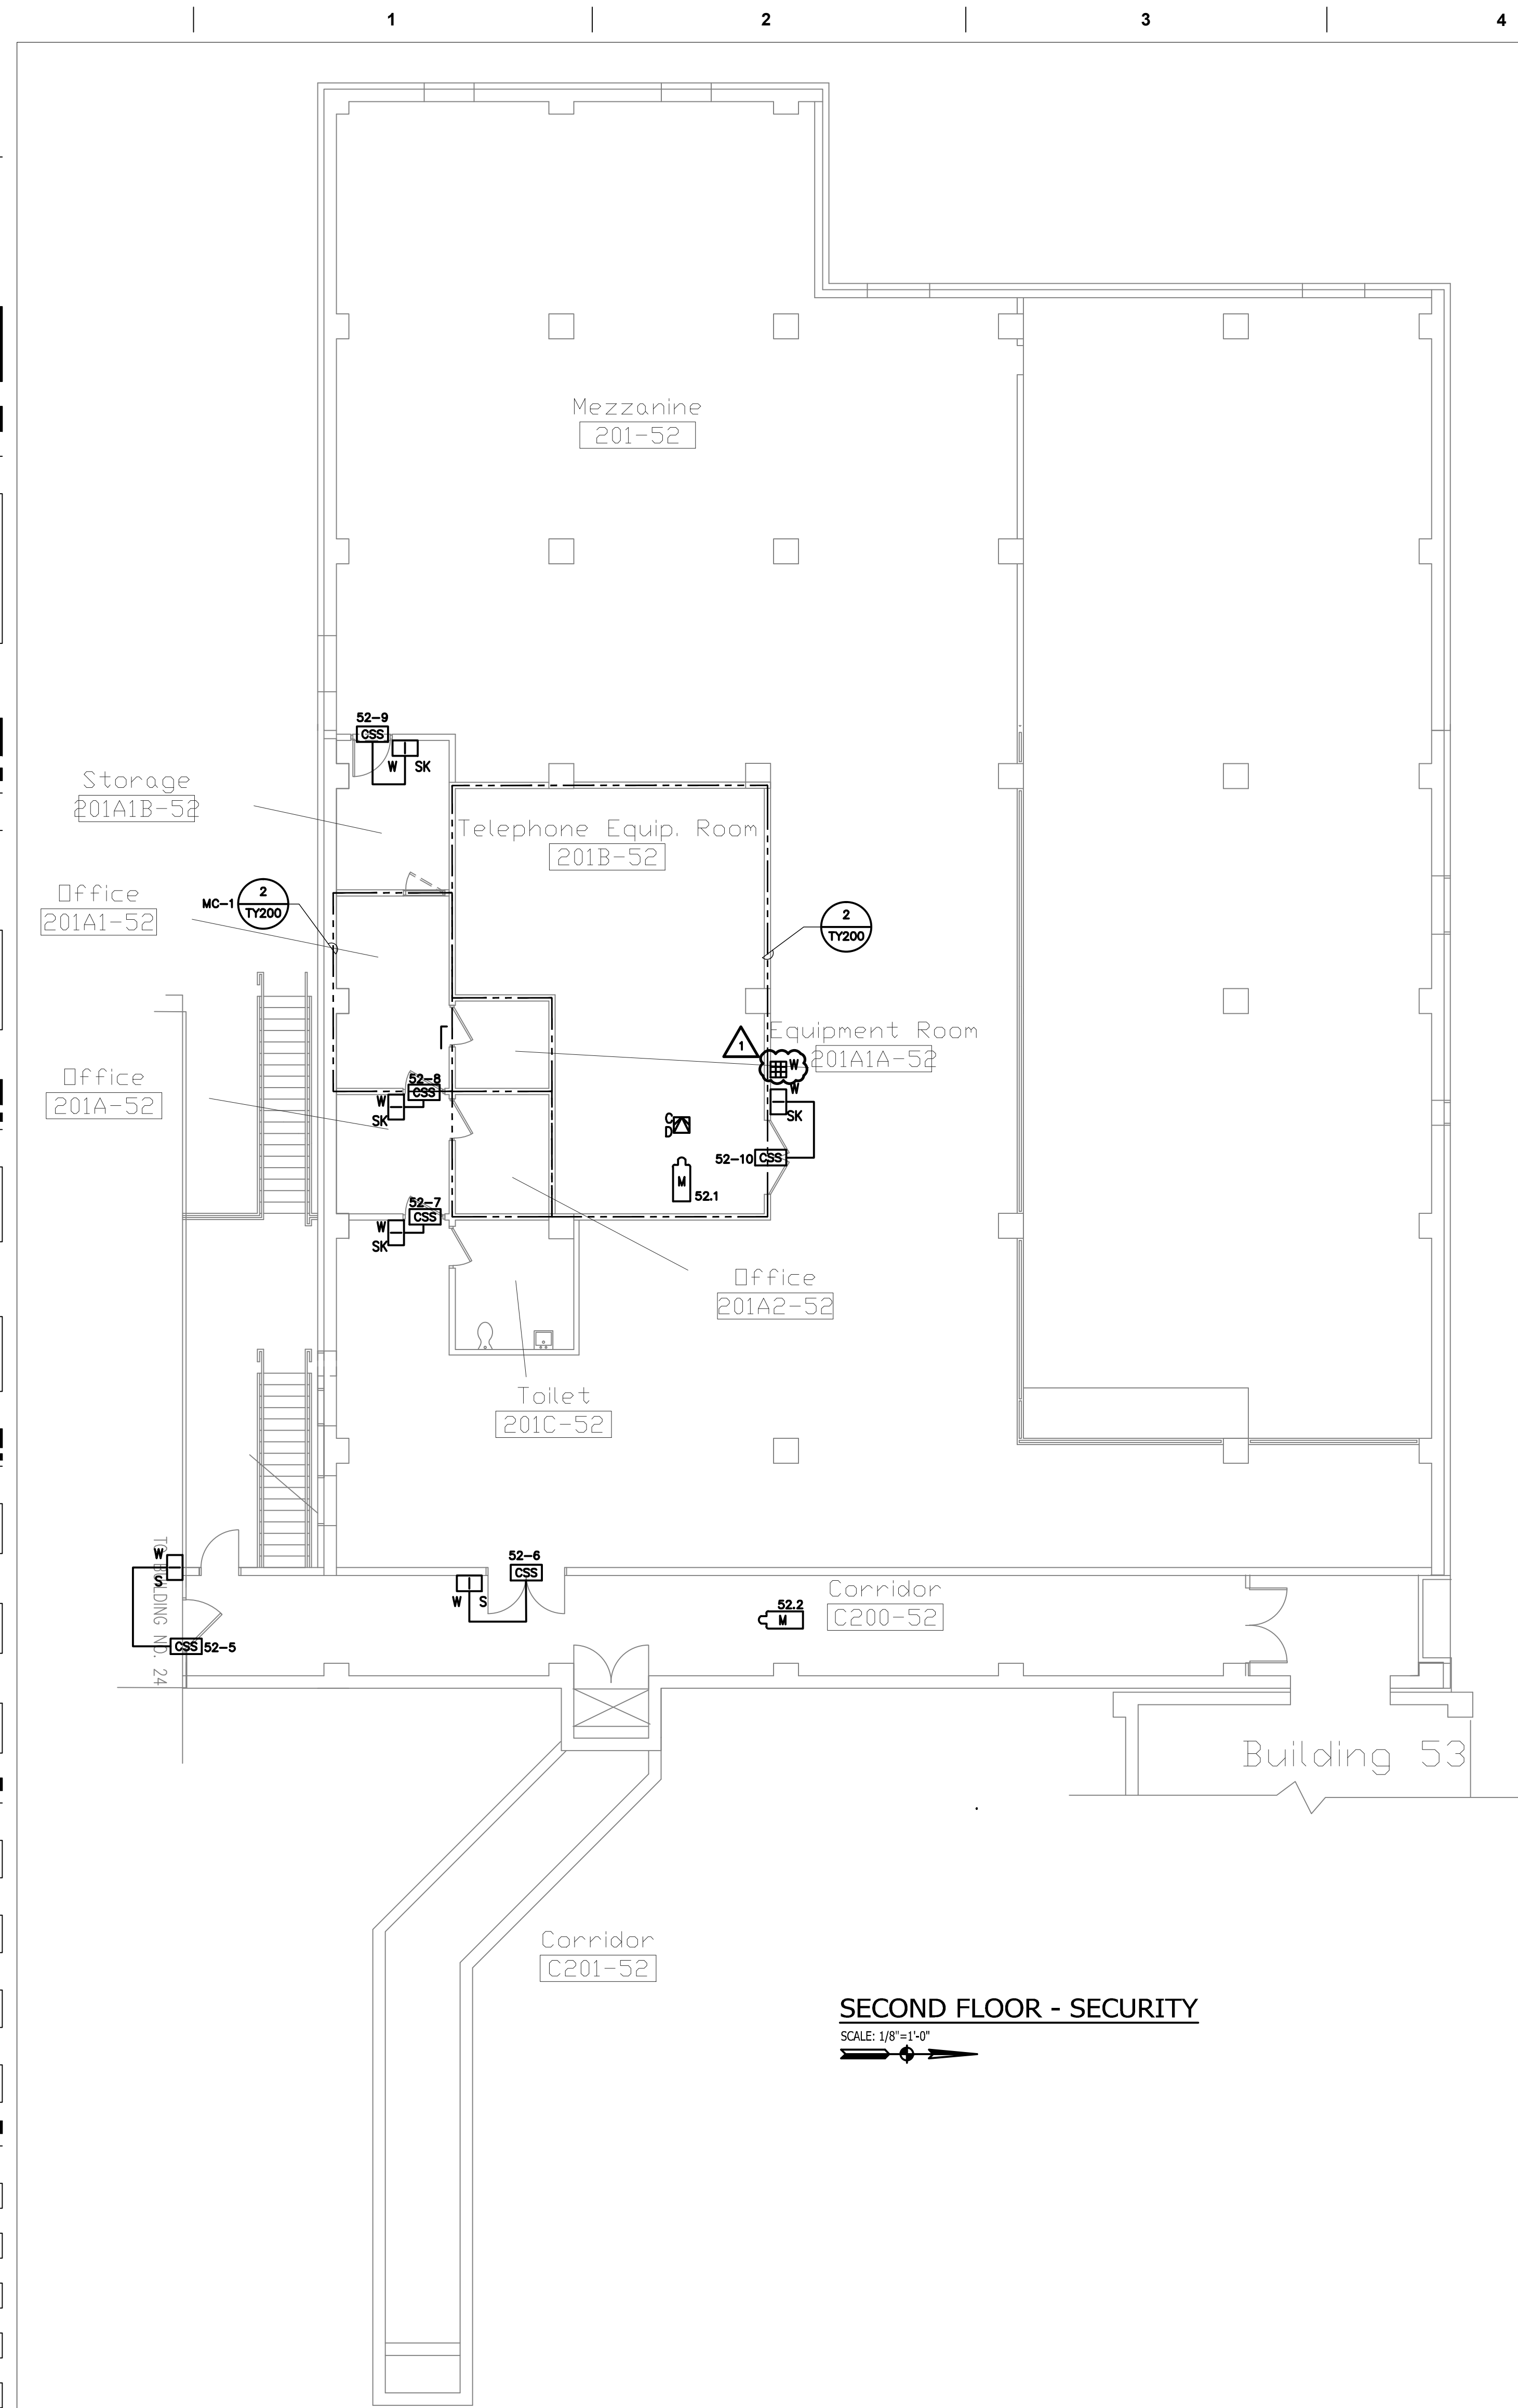 1
2
3
4
Mezzanine
201-52
52-9
CSS
W SK
Storage
201A1B-52
Telephone Equip. Room
201B-52
Office
201A1-52
MC-1
2
TY200
2
TY200
Equipment Room
201A1A-52
1
W
Office
201A-52
52-8
CSS
W
SK
W
SK
C
D
52-10
CSS
M
52.1
52-7
CSS
W
SK
Office
201A2-52
Toilet
201C-52
TO BUILDING NO. 24
W
S
52-6
CSS
W S
Corridor
C200-52
52.2
M
CSS
52-5
Building 53
Corridor
C201-52
SECOND FLOOR - SECURITY
SCALE: 1/8"=1'-0"